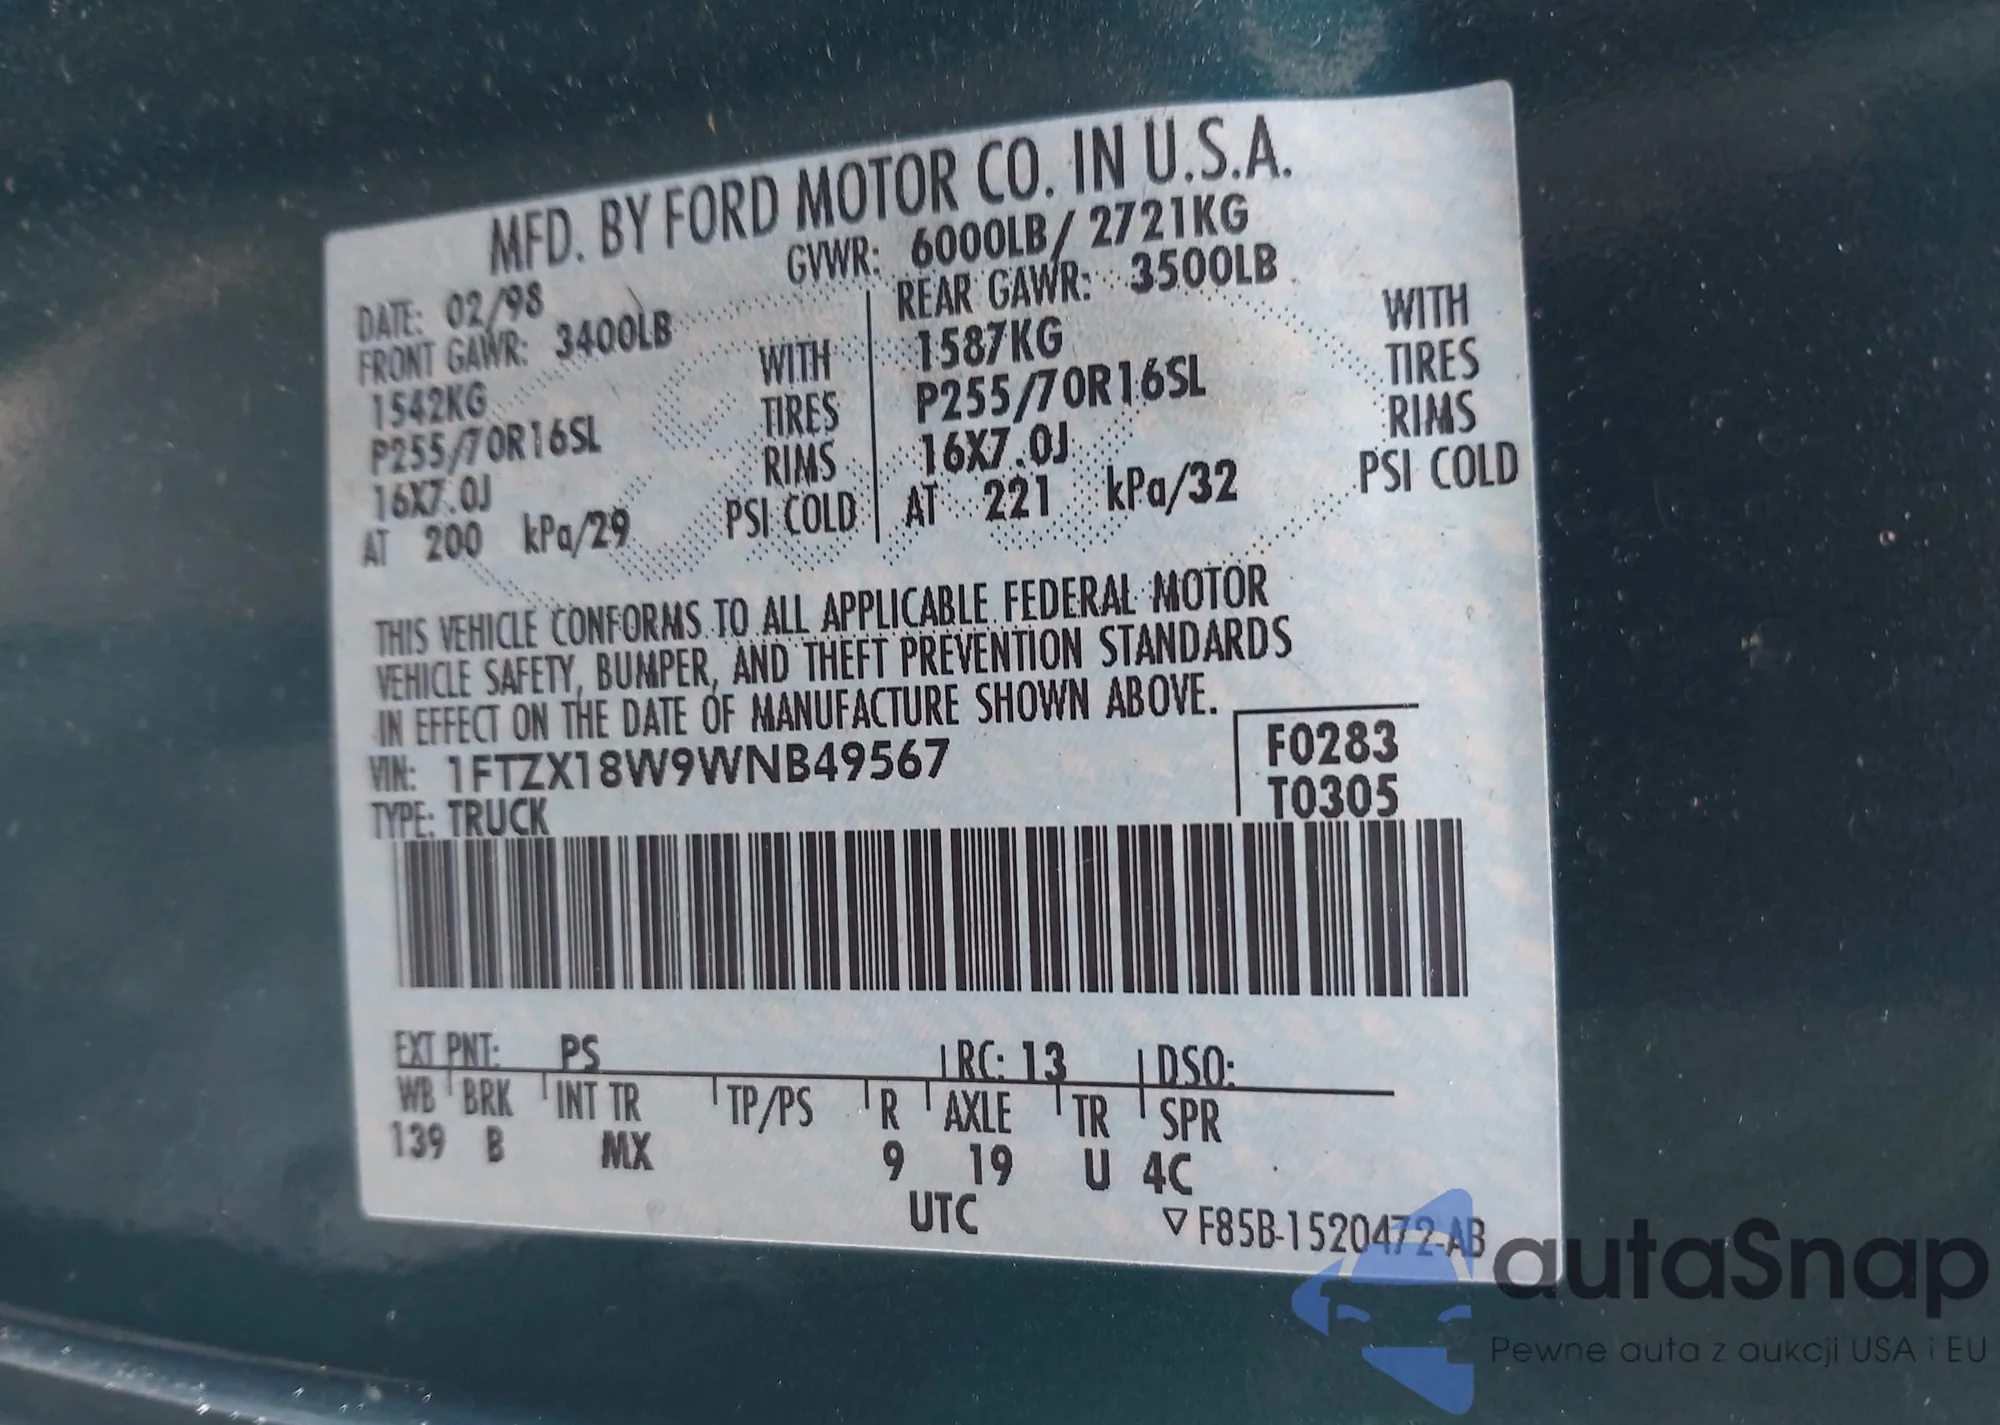 MFD. BY FORD MOTOR CO. IN U.S.A.
DATE: 02/98 GVWR: 6000LB/ 2721KG
FRONT GAWR: 3400LB REAR GAWR: 3500LB
1542KG WITH 1587KG WITH
P255/70R16SL TIRES P255/70R16SL TIRES
16X7.0J RIMS 16X7.0J RIMS
AT 200 kPa/29 PSI COLD AT 221 kPa/32 PSI COLD
THIS VEHICLE CONFORMS TO ALL APPLICABLE FEDERAL MOTOR
VEHICLE SAFETY, BUMPER, AND THEFT PREVENTION STANDARDS
IN EFFECT ON THE DATE OF MANUFACTURE SHOWN ABOVE.
VIN: 1FTZX18W9WNB49567 F0283
TYPE: TRUCK T0305
EXT PNT: PS RC: 13 DSO:
WB BRK INT TR TP/PS R AXLE TR SPR
139 B MX 9 19 U 4C
UTC ▽ F85B-1520472-AB
autaSnap
Pewne auta z aukcji USA i EU